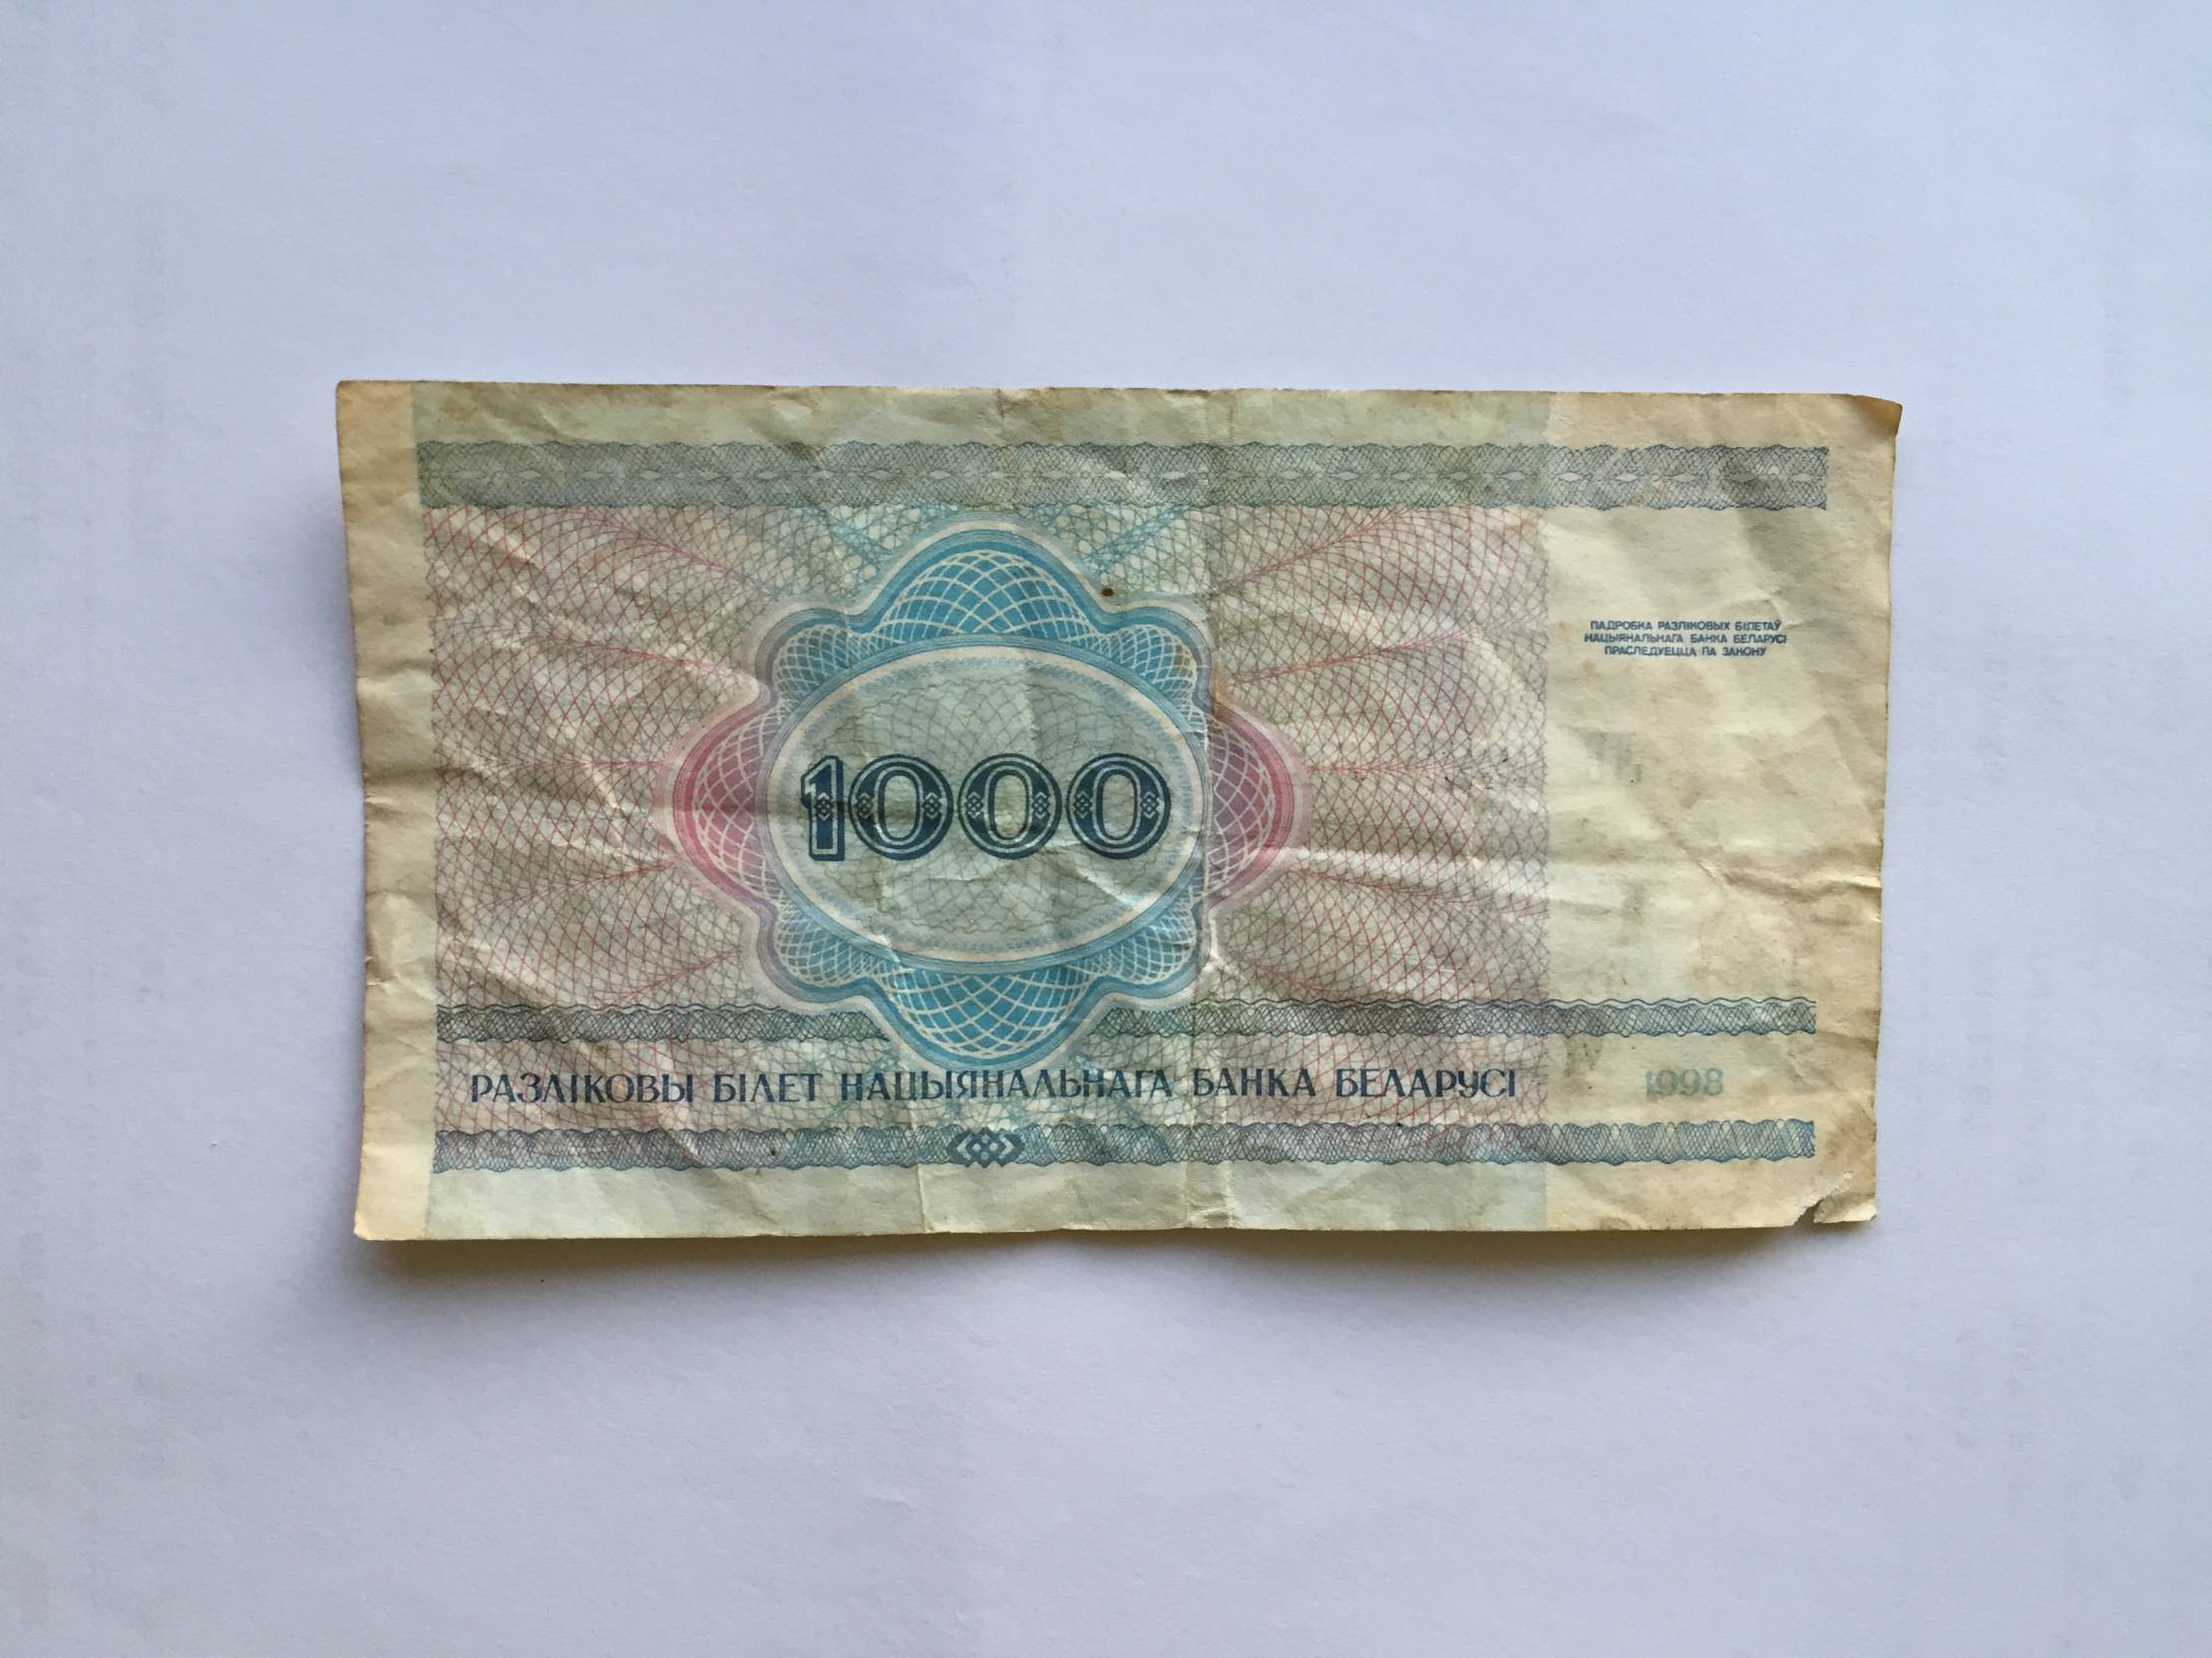 ПАДРОБКА РАЗЛІКОВЫХ БІЛЕТАЎ
НАЦЫЯНАЛЬНАГА БАНКА БЕЛАРУСІ
ПРАСЛЕДУЕЦЦА ПА ЗАКОНУ
1000
РАЗЛІКОВЫ БІЛЕТ НАЦЫЯНАЛЬНАГА БАНКА БЕЛАРУСІ
1998